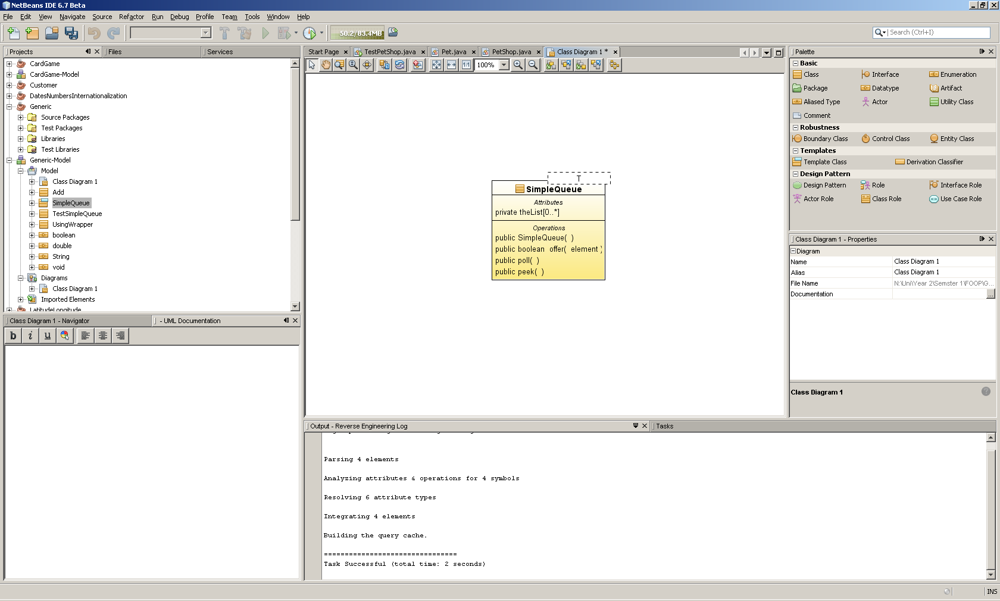 NetBeans IDE 6.7 Beta
File Edit View Navigate Source Refactor Run Debug Profile Team Tools Window Help
50.2/83.4MB Search (Ctrl+I)
Projects Files Services
CardGame
CardGame-Model
Customer
DatesNumbersInternationalization
Generic
Source Packages
Test Packages
Libraries
Test Libraries
Generic-Model
Model
Class Diagram 1
Add
SimpleQueue
TestSimpleQueue
UsingWrapper
boolean
double
String
void
Diagrams
Class Diagram 1
Imported Elements
LatitudeLongitude
Class Diagram 1 - Navigator - UML Documentation
b i u
Start Page TestPetShop.java Pet.java PetShop.java Class Diagram 1 *
1:1 100%
T
SimpleQueue
Attributes
private theList[0..*]
Operations
public SimpleQueue( )
public boolean offer( element )
public poll( )
public peek( )
Output - Reverse Engineering Log Tasks
Parsing 4 elements
Analyzing attributes & operations for 4 symbols
Resolving 6 attribute types
Integrating 4 elements
Building the query cache.
================================
Task Successful (total time: 2 seconds)
Palette
Basic
Class Interface Enumeration
Package Datatype Artifact
Aliased Type Actor Utility Class
Comment
Robustness
Boundary Class Control Class Entity Class
Templates
Template Class Derivation Classifier
Design Pattern
Design Pattern Role Interface Role
Actor Role Class Role Use Case Role
Class Diagram 1 - Properties
Diagram
Name Class Diagram 1
Alias Class Diagram 1
File Name N:\Uni\Year 2\Semster 1\FOOP\G...
Documentation ...
Class Diagram 1
INS